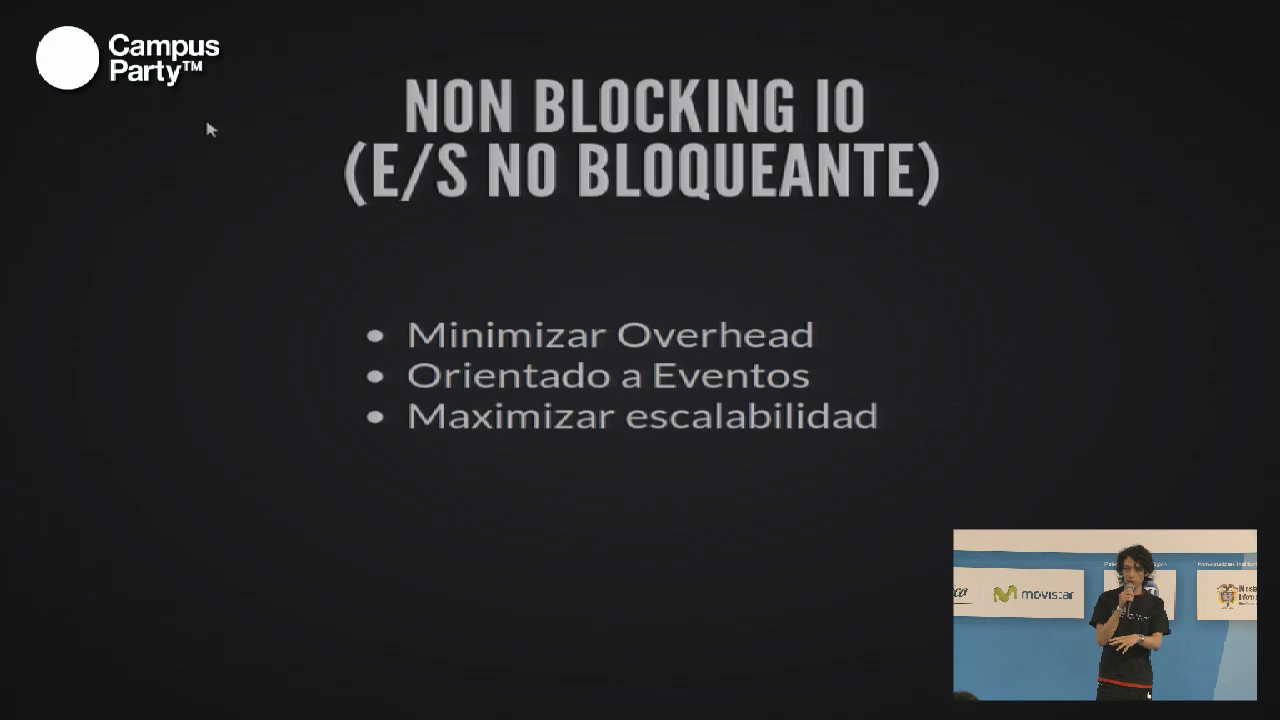 Campus
Party™
NON BLOCKING IO
(E/S NO BLOQUEANTE)
• Minimizar Overhead
• Orientado a Eventos
• Maximizar escalabilidad
movistar